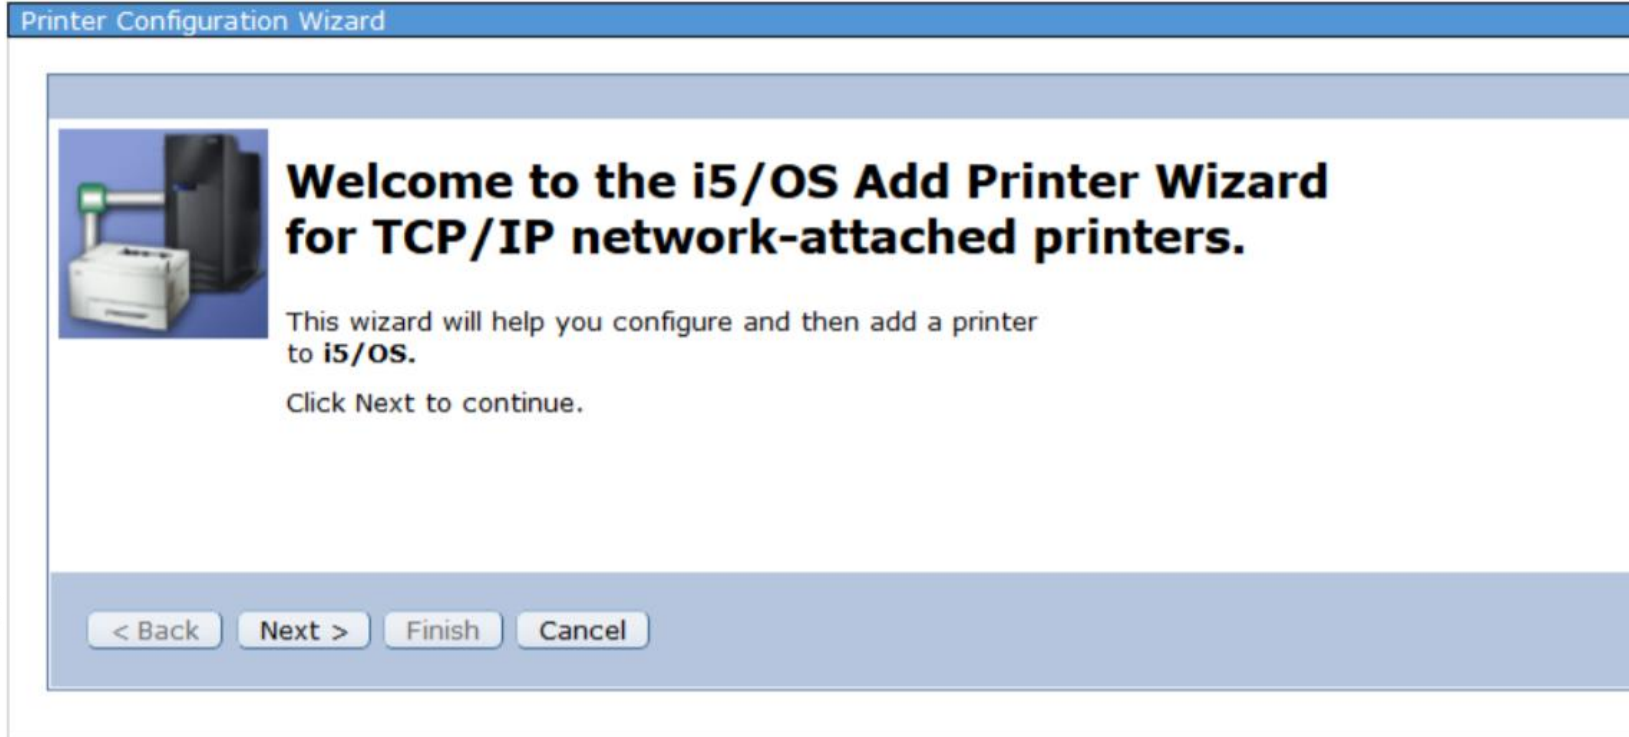 Printer Configuration Wizard
Welcome to the i5/OS Add Printer Wizard
for TCP/IP network-attached printers.
This wizard will help you configure and then add a printer
to i5/OS.
Click Next to continue.
< Back Next > Finish Cancel